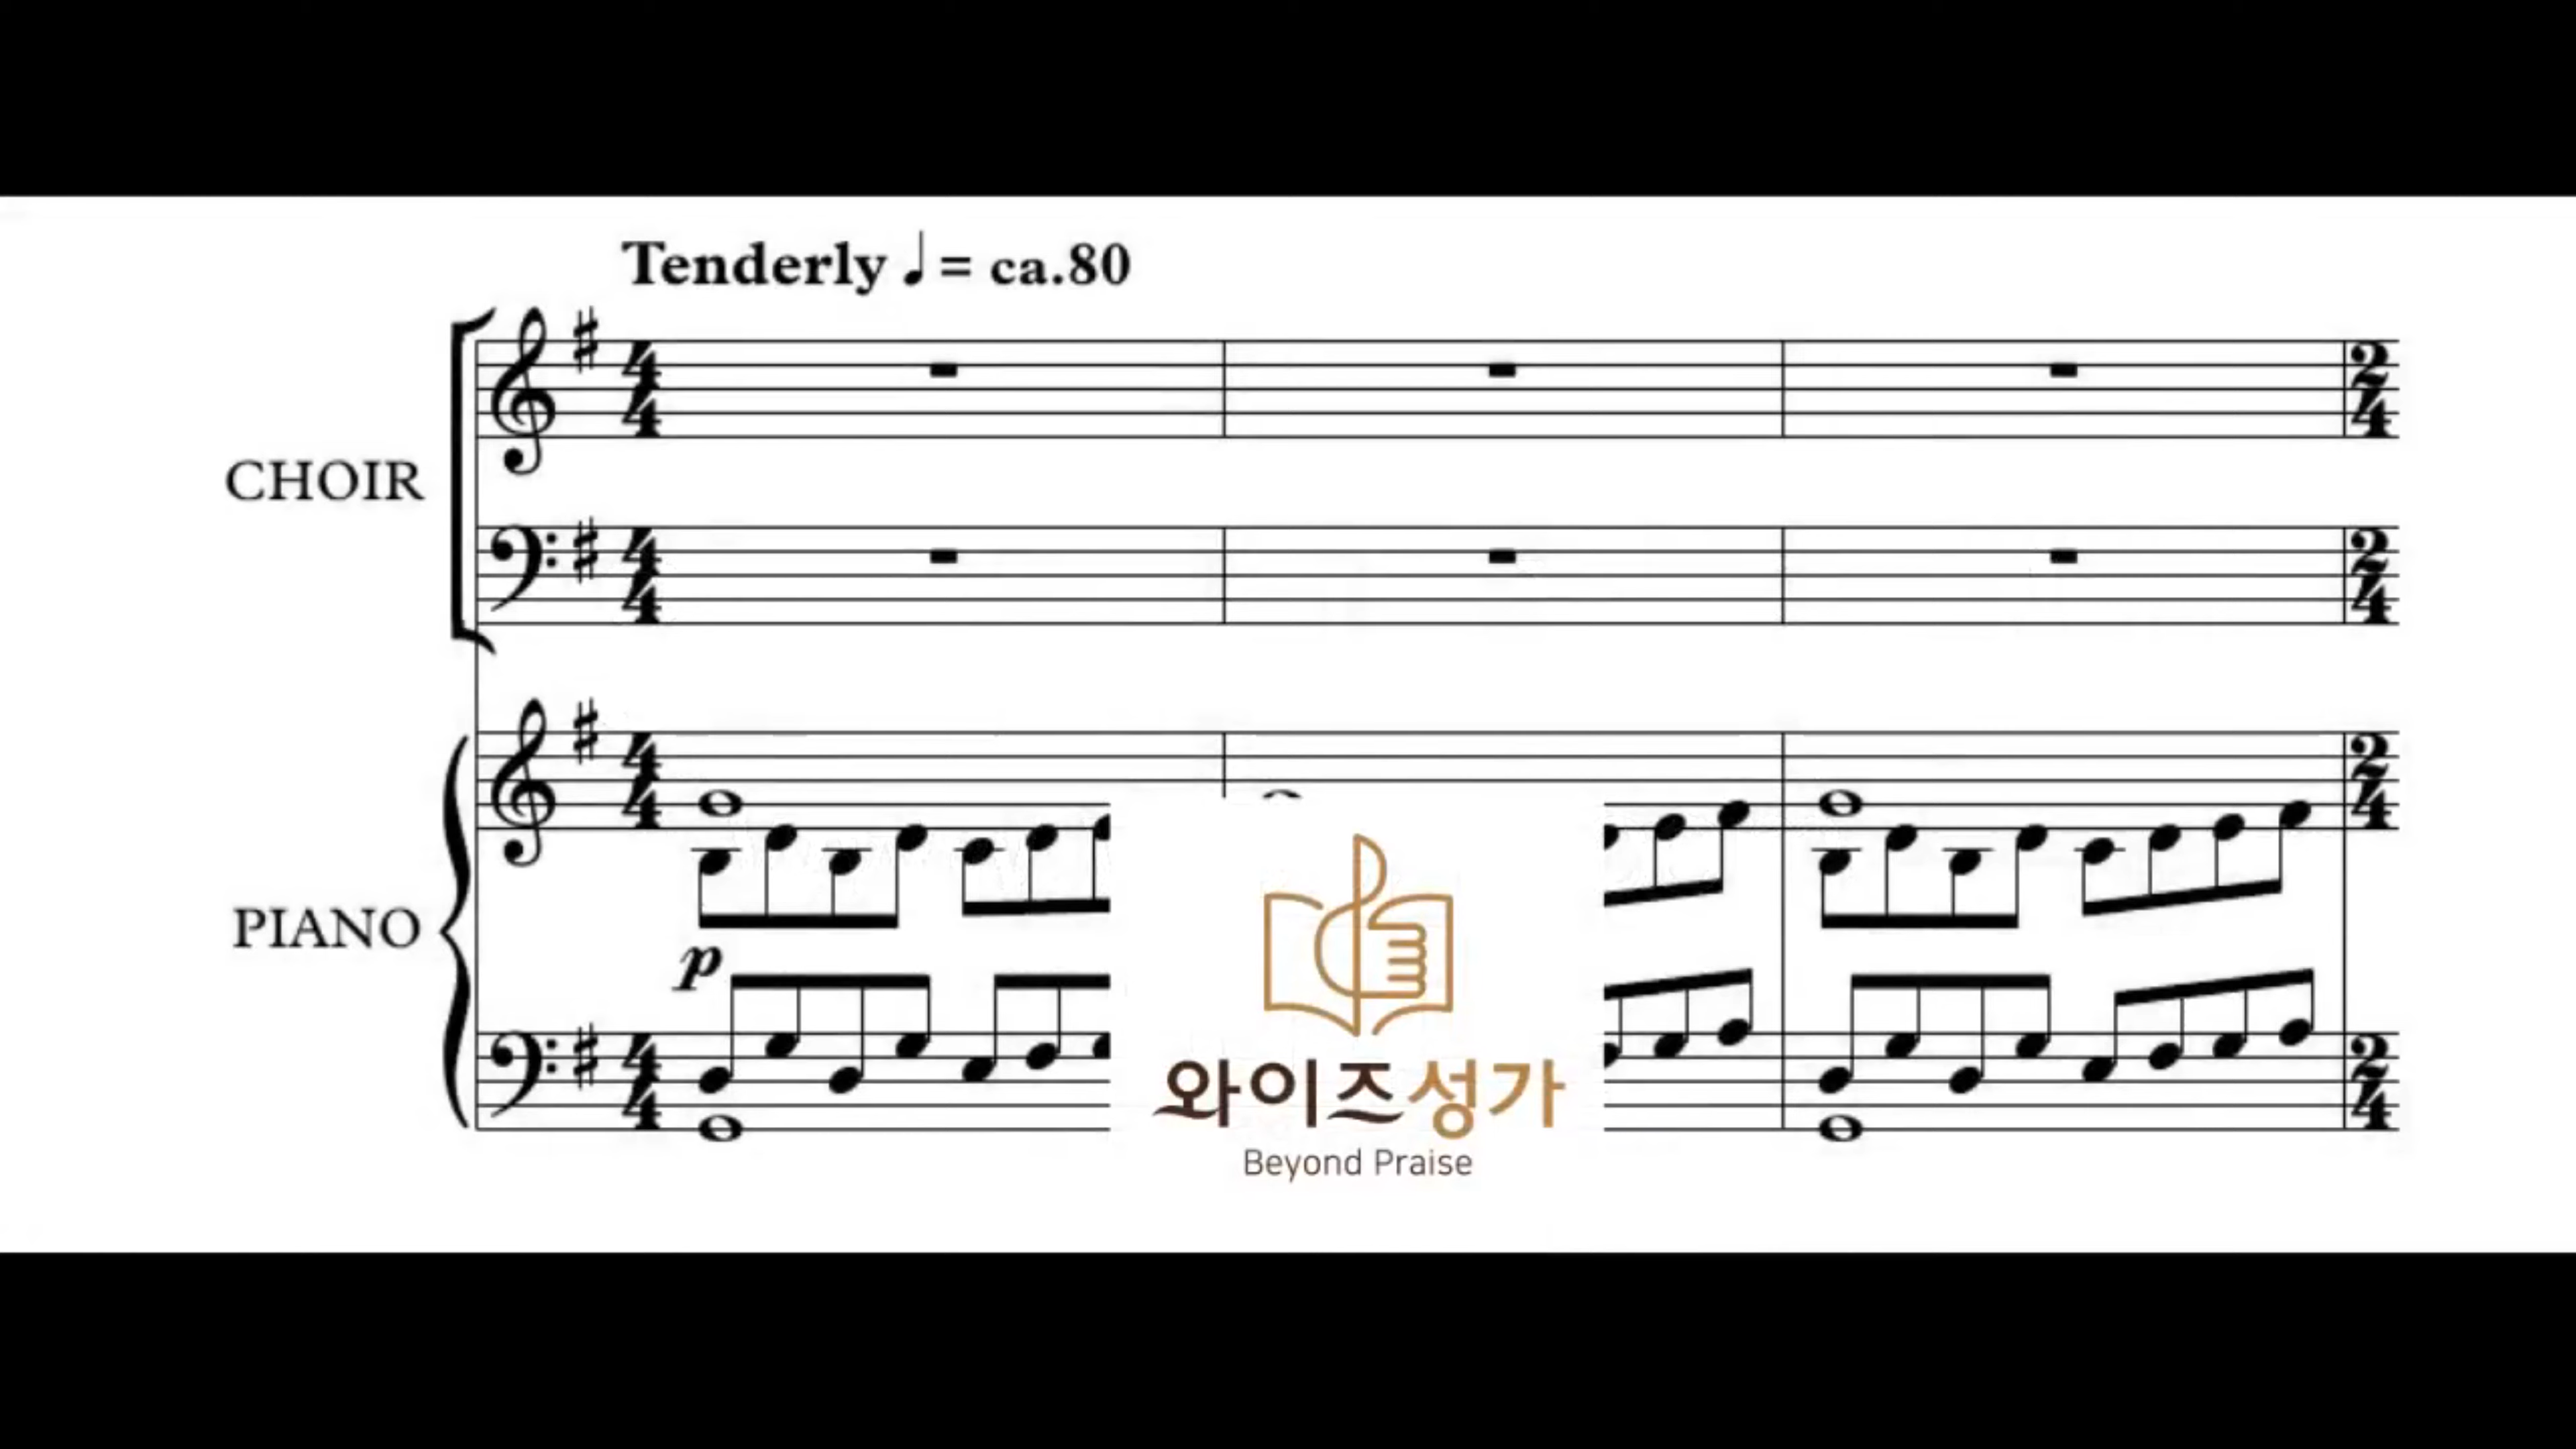 Tenderly ♩= ca.80
CHOIR
PIANO
p
와이즈성가
Beyond Praise